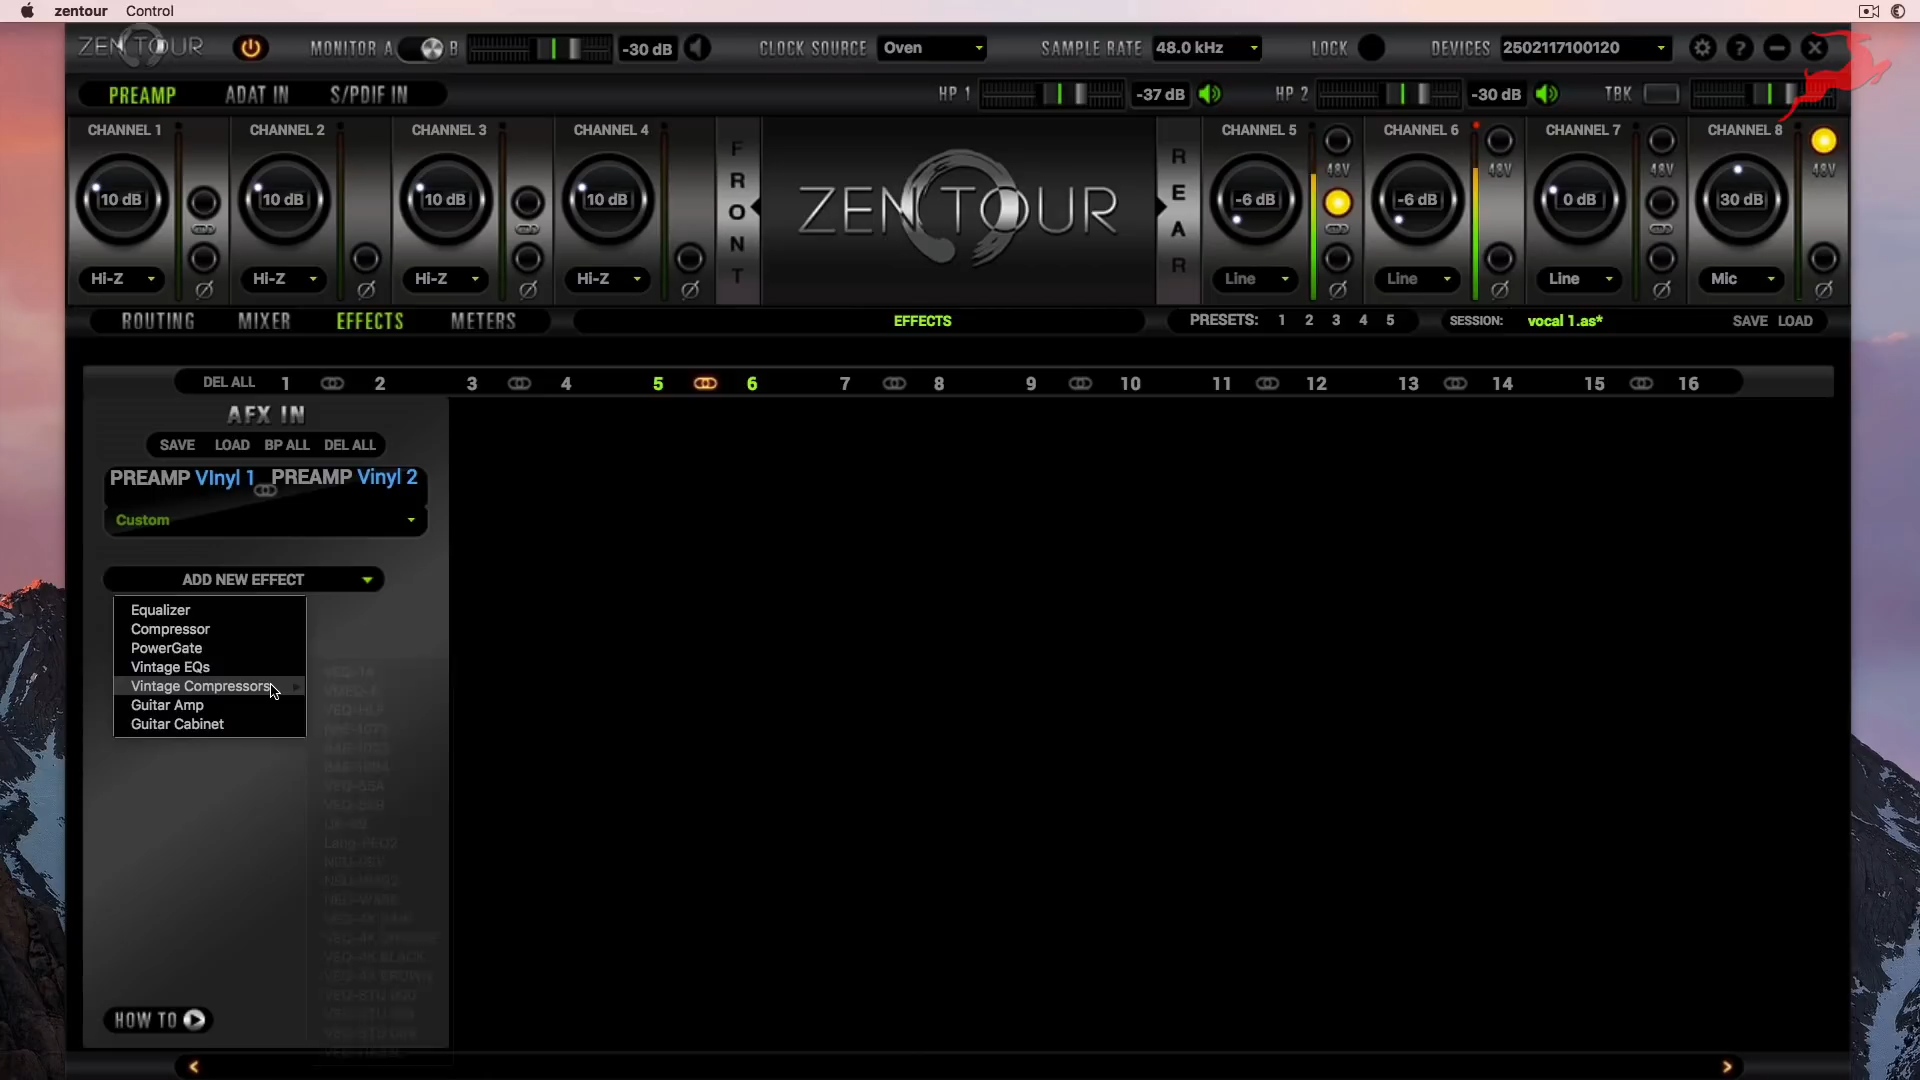 zentour Control
ZEN TOUR MONITOR A B -30 dB CLOCK SOURCE Oven SAMPLE RATE 48.0 kHz LOCK DEVICES 2502117100120 ?
PREAMP ADAT IN S/PDIF IN HP 1 -37 dB HP 2 -30 dB TBK
CHANNEL 1 CHANNEL 2 CHANNEL 3 CHANNEL 4 CHANNEL 5 CHANNEL 6 CHANNEL 7 CHANNEL 8
48V 48V 48V 48V
10 dB 10 dB 10 dB 10 dB FRONT ZEN TOUR REAR -6 dB -6 dB 0 dB 30 dB
Hi-Z Hi-Z Hi-Z Hi-Z Line Line Line Mic
ROUTING MIXER EFFECTS METERS EFFECTS PRESETS: 1 2 3 4 5 SESSION: vocal 1.as* SAVE LOAD
DEL ALL 1 2 3 4 5 6 7 8 9 10 11 12 13 14 15 16
AFX IN
SAVE LOAD BP ALL DEL ALL
PREAMP VInyl 1 PREAMP Vinyl 2
Custom
ADD NEW EFFECT
Equalizer
Compressor
PowerGate
Vintage EQs
Vintage Compressors
Guitar Amp
Guitar Cabinet
HOW TO